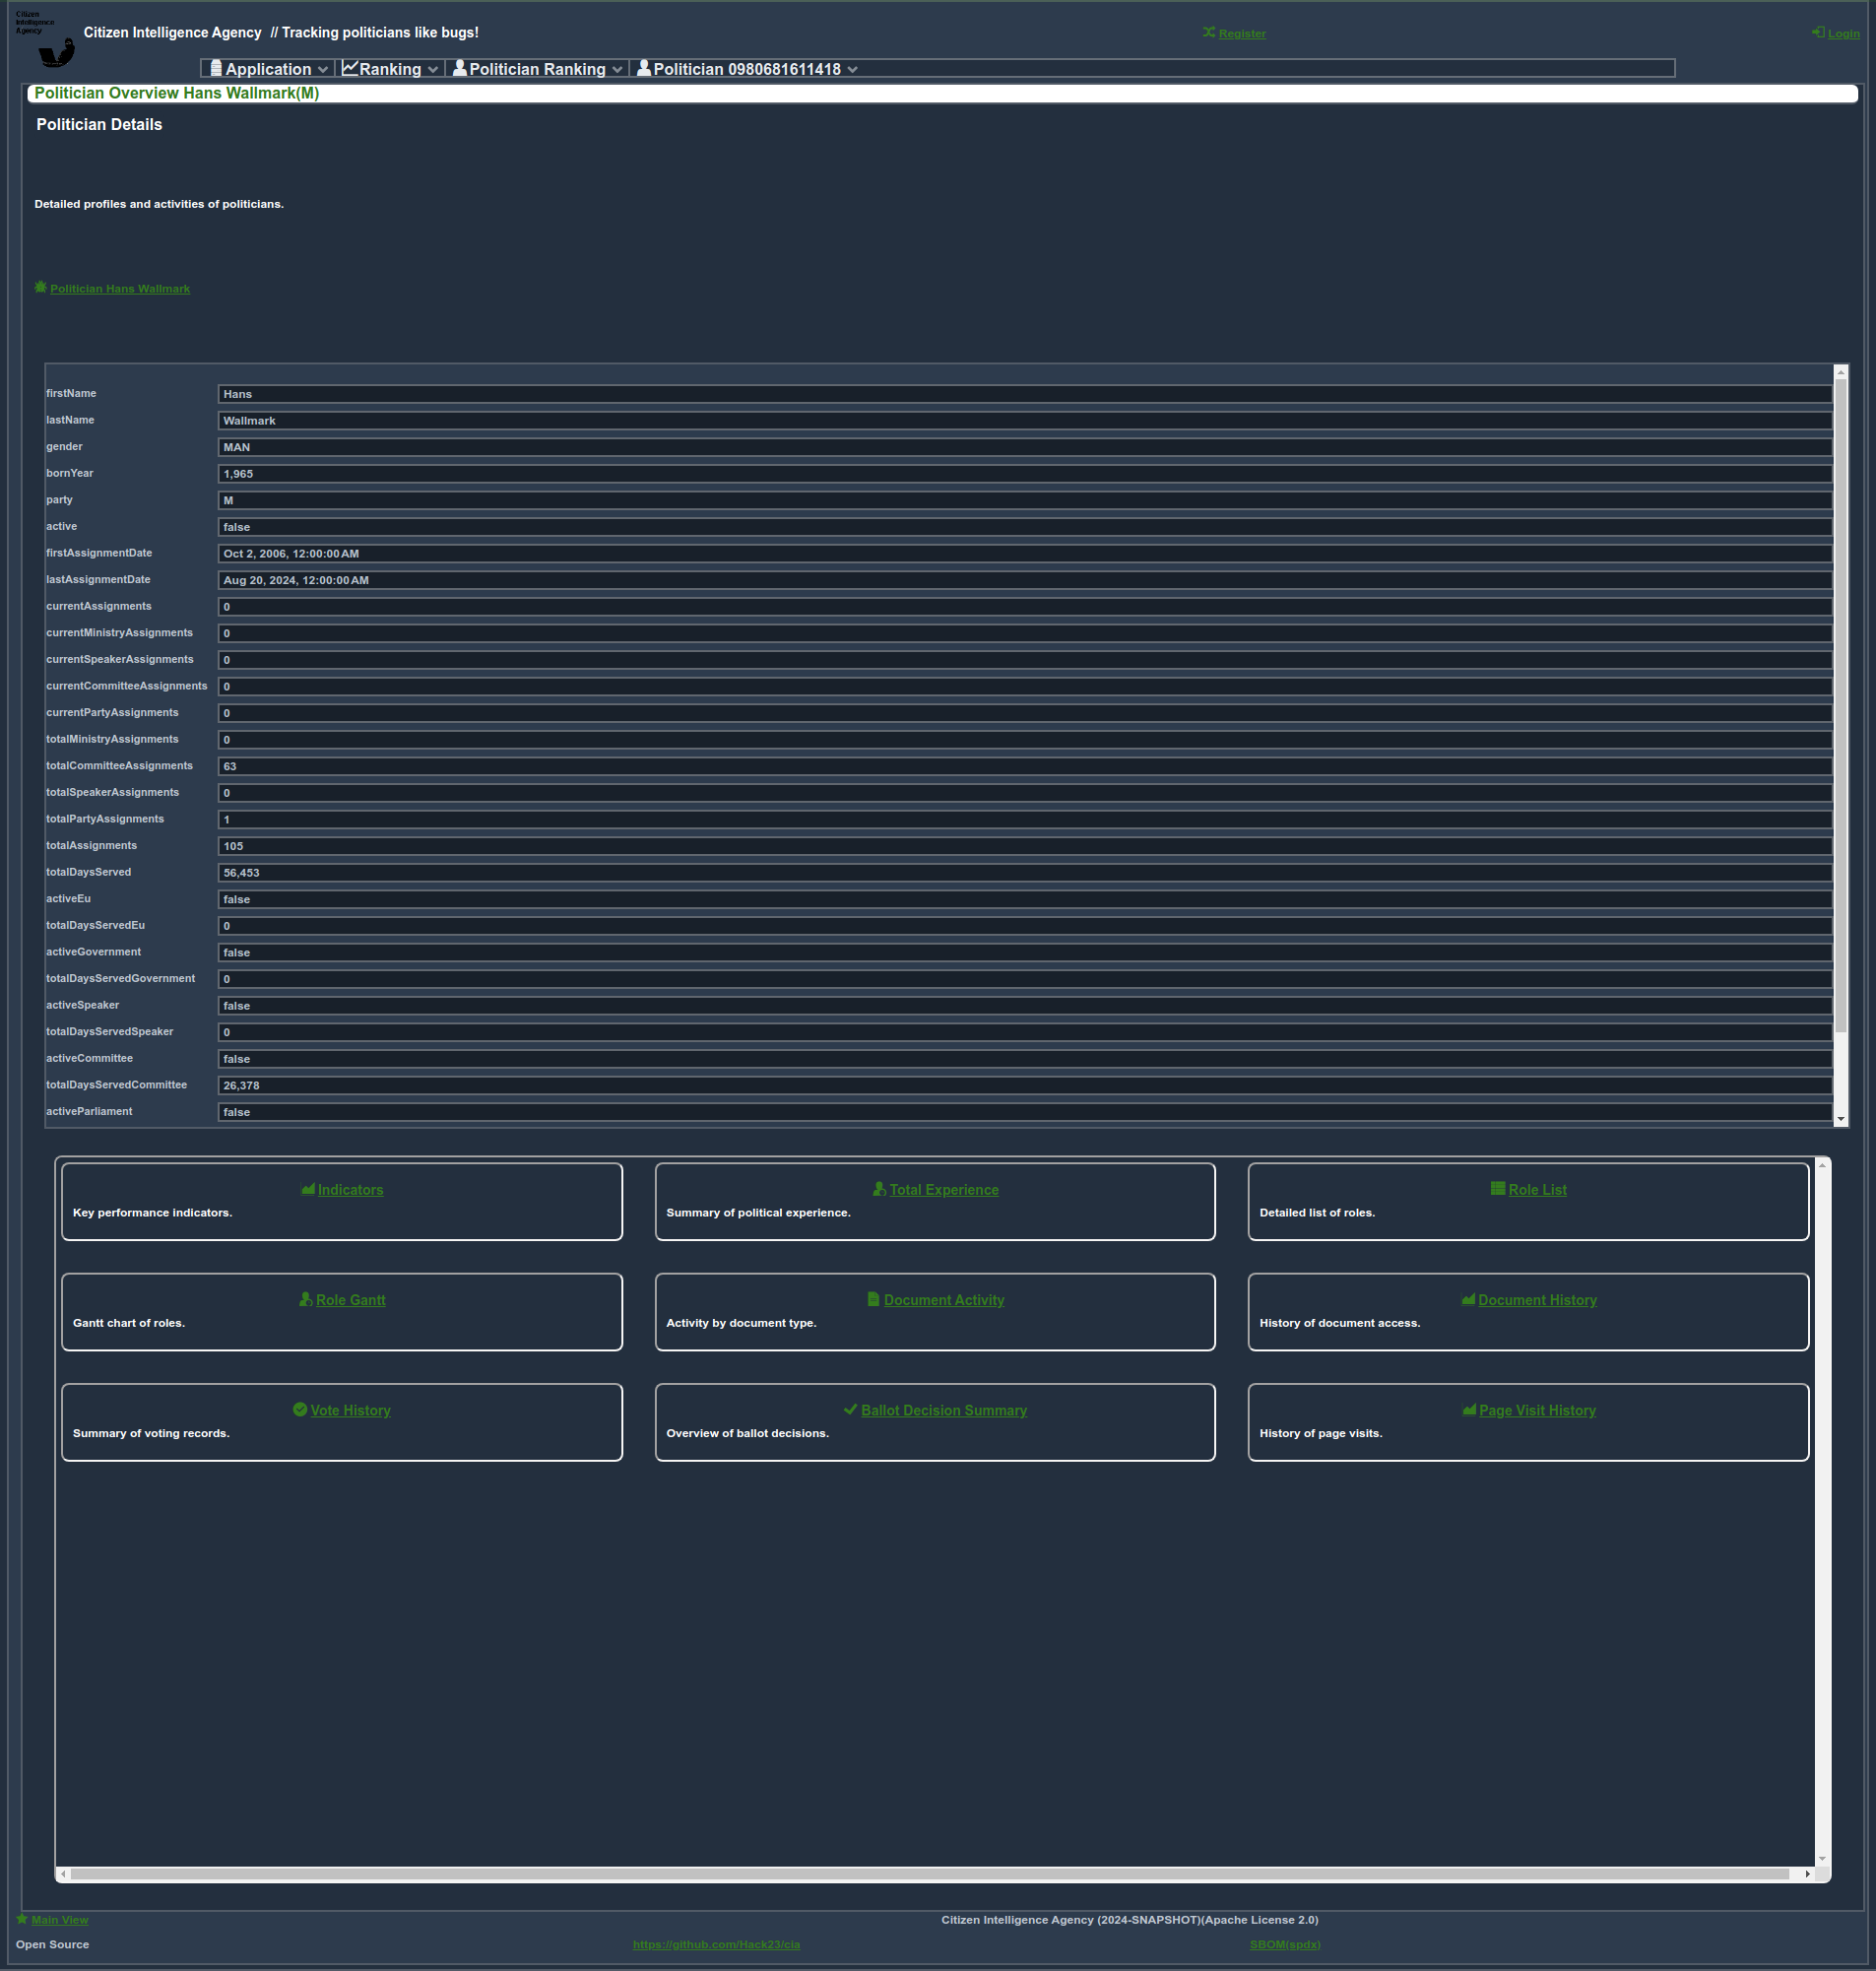 Citizen
Intelligence
Agency
Citizen Intelligence Agency // Tracking politicians like bugs!
Register
Login
Application
Ranking
Politician Ranking
Politician 0980681611418
Politician Overview Hans Wallmark(M)
Politician Details
Detailed profiles and activities of politicians.
Politician Hans Wallmark
firstName Hans
lastName Wallmark
gender MAN
bornYear 1,965
party M
active false
firstAssignmentDate Oct 2, 2006, 12:00:00 AM
lastAssignmentDate Aug 20, 2024, 12:00:00 AM
currentAssignments 0
currentMinistryAssignments 0
currentSpeakerAssignments 0
currentCommitteeAssignments 0
currentPartyAssignments 0
totalMinistryAssignments 0
totalCommitteeAssignments 63
totalSpeakerAssignments 0
totalPartyAssignments 1
totalAssignments 105
totalDaysServed 56,453
activeEu false
totalDaysServedEu 0
activeGovernment false
totalDaysServedGovernment 0
activeSpeaker false
totalDaysServedSpeaker 0
activeCommittee false
totalDaysServedCommittee 26,378
activeParliament false
Indicators
Key performance indicators.
Total Experience
Summary of political experience.
Role List
Detailed list of roles.
Role Gantt
Gantt chart of roles.
Document Activity
Activity by document type.
Document History
History of document access.
Vote History
Summary of voting records.
Ballot Decision Summary
Overview of ballot decisions.
Page Visit History
History of page visits.
Main View
Citizen Intelligence Agency (2024-SNAPSHOT)(Apache License 2.0)
Open Source
https://github.com/Hack23/cia
SBOM(spdx)